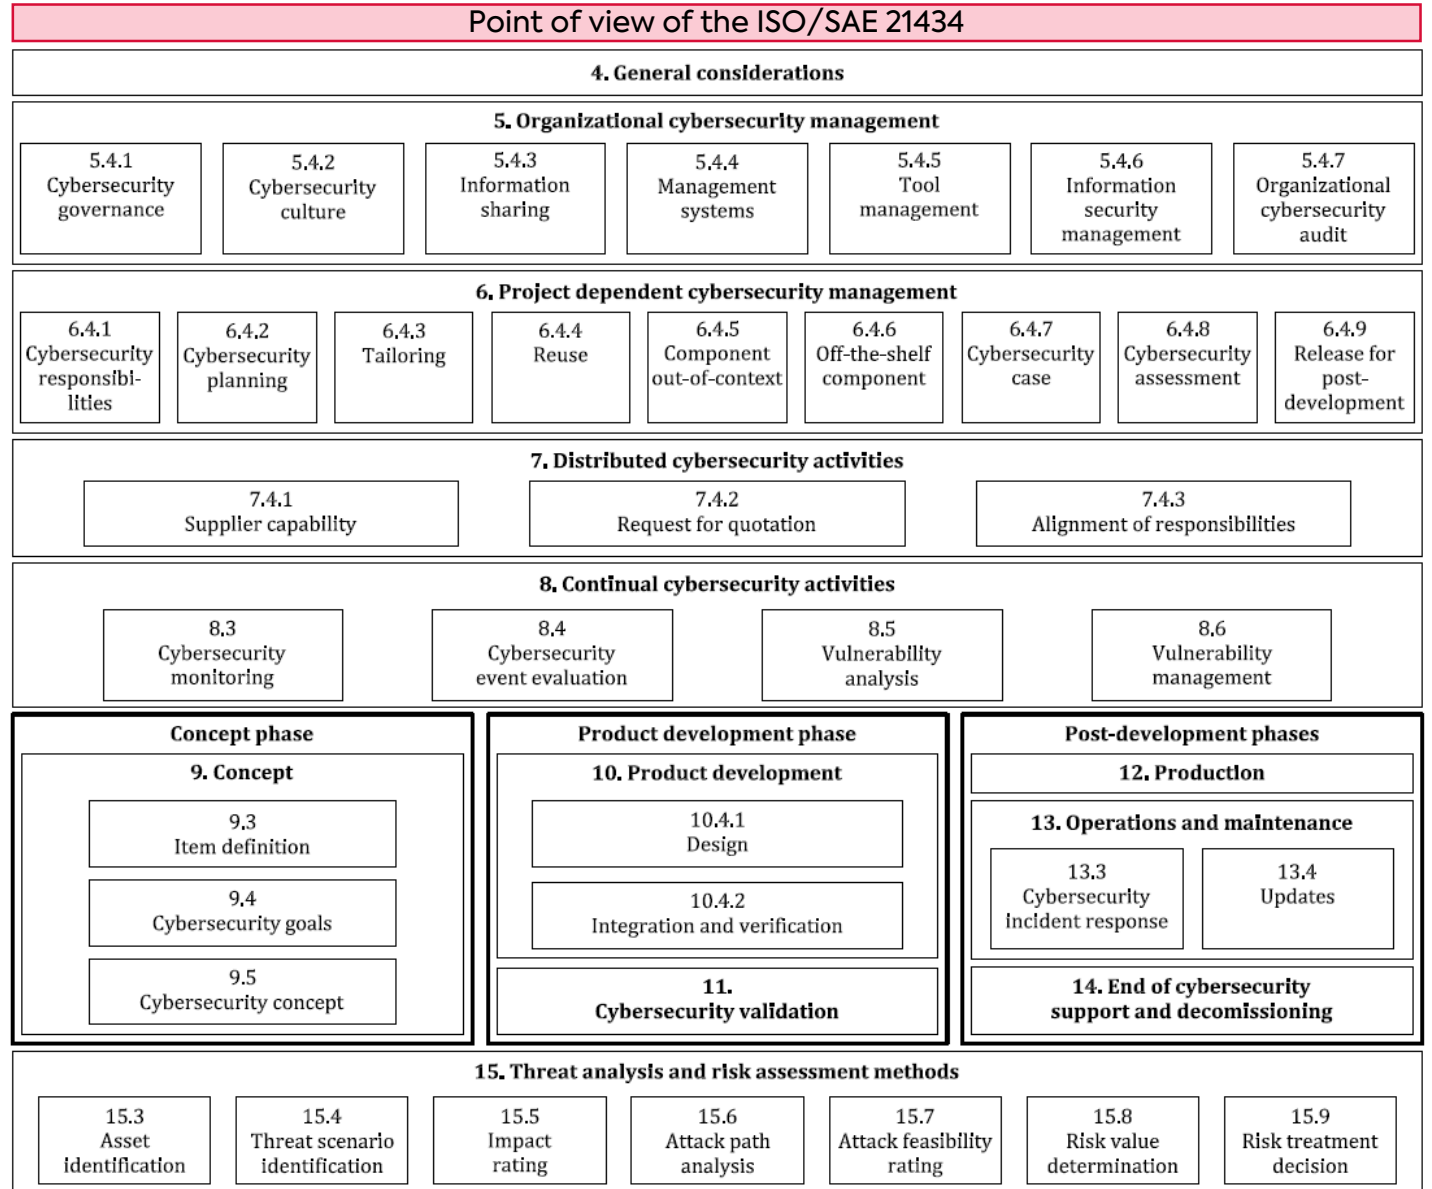 Point of view of the ISO/SAE 21434
4. General considerations
5. Organizational cybersecurity management
5.4.1
Cybersecurity
governance
5.4.2
Cybersecurity
culture
5.4.3
Information
sharing
5.4.4
Management
systems
5.4.5
Tool
management
5.4.6
Information
security
management
5.4.7
Organizational
cybersecurity
audit
6. Project dependent cybersecurity management
6.4.1
Cybersecurity
responsibi-
lities
6.4.2
Cybersecurity
planning
6.4.3
Tailoring
6.4.4
Reuse
6.4.5
Component
out-of-context
6.4.6
Off-the-shelf
component
6.4.7
Cybersecurity
case
6.4.8
Cybersecurity
assessment
6.4.9
Release for
post-
development
7. Distributed cybersecurity activities
7.4.1
Supplier capability
7.4.2
Request for quotation
7.4.3
Alignment of responsibilities
8. Continual cybersecurity activities
8.3
Cybersecurity
monitoring
8.4
Cybersecurity
event evaluation
8.5
Vulnerability
analysis
8.6
Vulnerability
management
Concept phase
9. Concept
9.3
Item definition
9.4
Cybersecurity goals
9.5
Cybersecurity concept
Product development phase
10. Product development
10.4.1
Design
10.4.2
Integration and verification
11.
Cybersecurity validation
Post-development phases
12. Production
13. Operations and maintenance
13.3
Cybersecurity
incident response
13.4
Updates
14. End of cybersecurity
support and decomissioning
15. Threat analysis and risk assessment methods
15.3
Asset
identification
15.4
Threat scenario
identification
15.5
Impact
rating
15.6
Attack path
analysis
15.7
Attack feasibility
rating
15.8
Risk value
determination
15.9
Risk treatment
decision